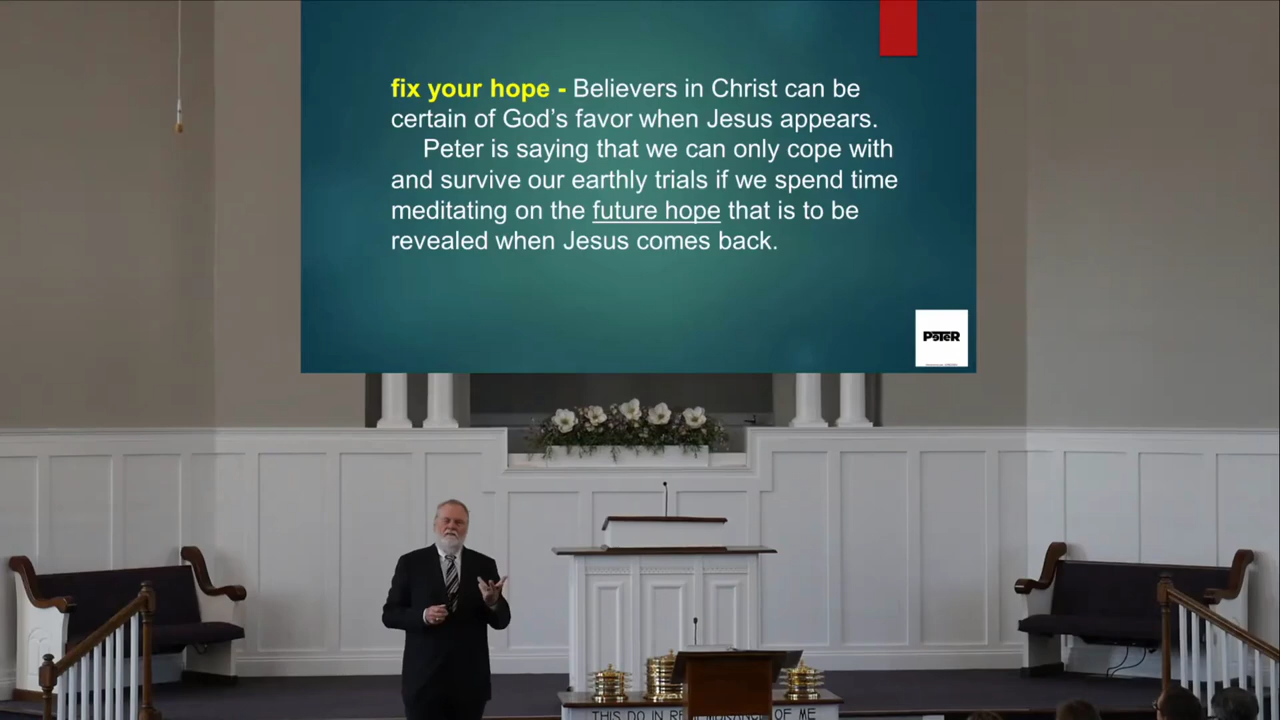 fix your hope - Believers in Christ can be
certain of God's favor when Jesus appears.
Peter is saying that we can only cope with
and survive our earthly trials if we spend time
meditating on the future hope that is to be
revealed when Jesus comes back.
PeTeR
THIS DO IN REMEMBRANCE OF ME